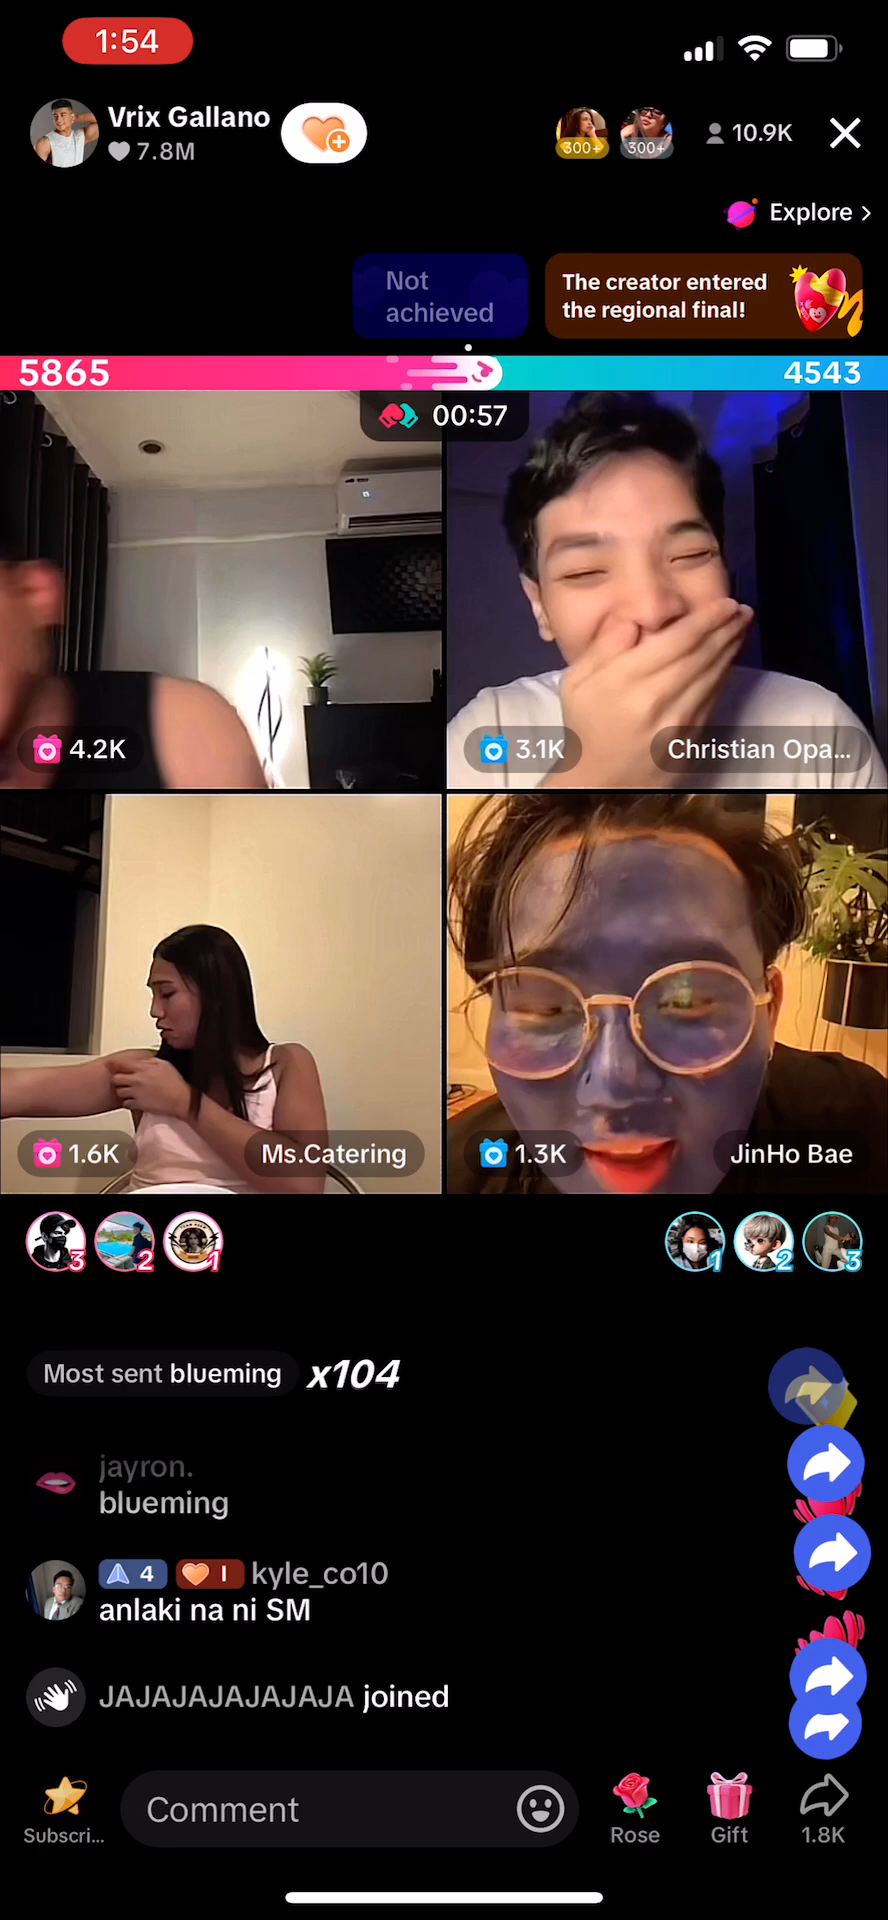 1:54
Vrix Gallano
7.8M
300+
300+
10.9K
Explore >
Not
achieved
The creator entered
the regional final!
5865
4543
00:57
4.2K
3.1K
Christian Opa...
1.6K
Ms.Catering
1.3K
JinHo Bae
3
2
1
1
2
3
Most sent blueming x104
jayron.
blueming
4 I kyle_co10
anlaki na ni SM
JAJAJAJAJAJAJA joined
Comment
Subscri...
Rose
Gift
1.8K